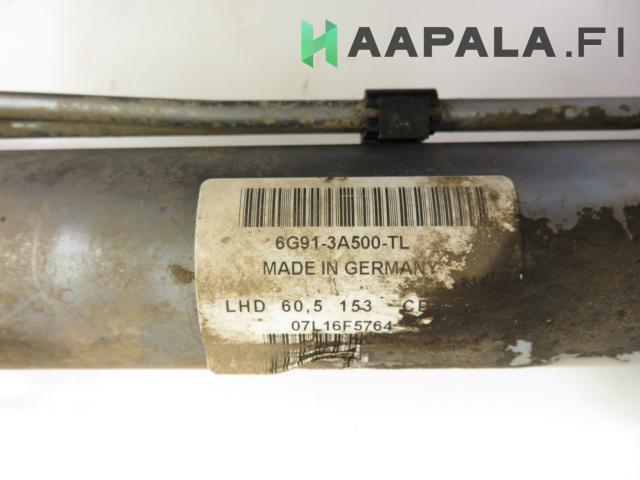 HAAPALA.FI
6G91-3A500-TL
MADE IN GERMANY
LHD 60,5 153
07L16F5764